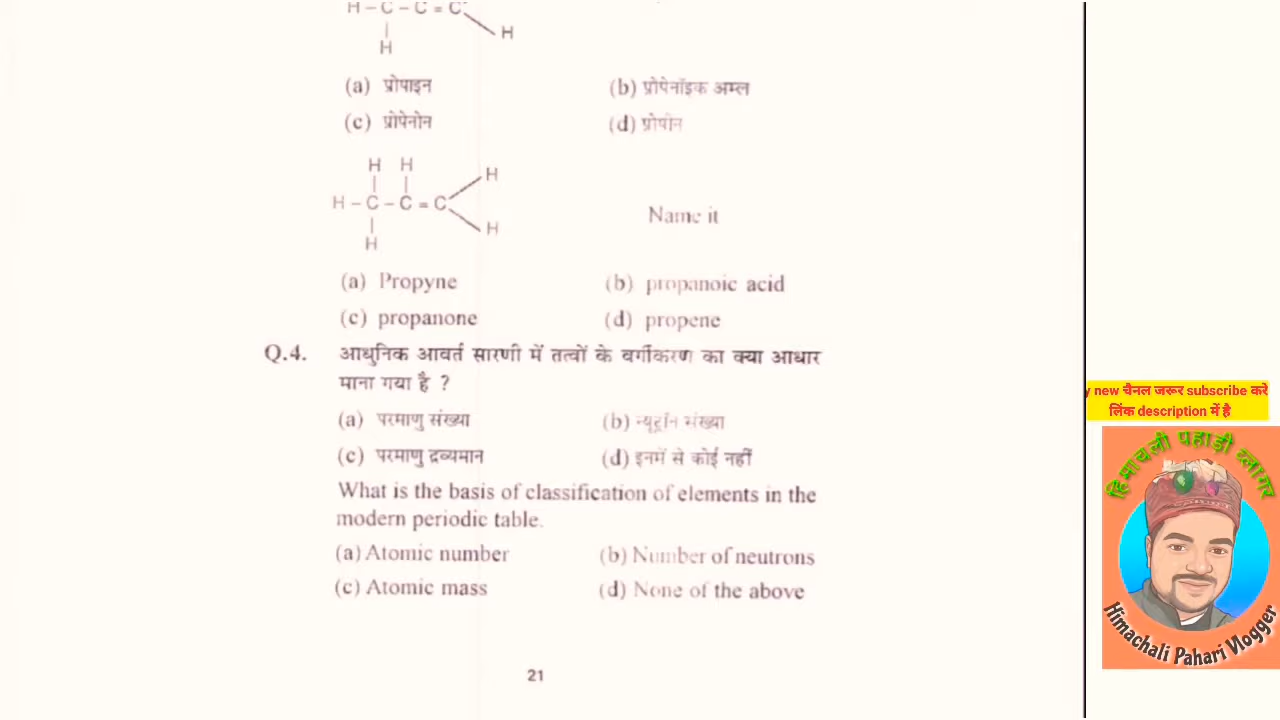 H – C – C = C
H
H
(a) प्रोपाइन (b) प्रोपेनॉइक अम्ल
(c) प्रोपेनोन (d) प्रोपीन
H H H
H – C – C = C
Name it
H
H
(a) Propyne (b) propanoic acid
(c) propanone (d) propene
Q.4. आधुनिक आवर्त सारणी में तत्वों के वर्गीकरण का क्या आधार
माना गया है ?
(a) परमाणु संख्या (b) न्यूट्रॉन संख्या
(c) परमाणु द्रव्यमान (d) इनमें से कोई नहीं
What is the basis of classification of elements in the
modern periodic table.
(a) Atomic number (b) Number of neutrons
(c) Atomic mass (d) None of the above
21
y new चैनल जरूर subscribe करे
लिंक description में है
हिमाचली पहाड़ी व्लागर
Himachali Pahari Vlogger